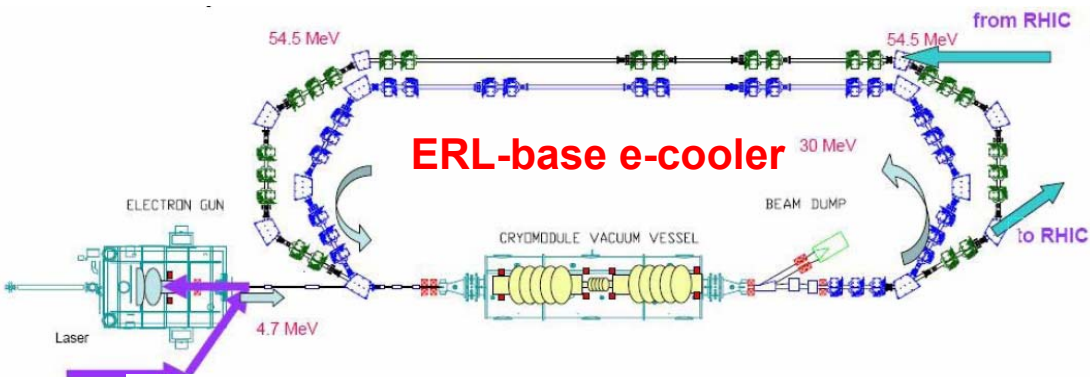 from RHIC
54.5 MeV
54.5 MeV
ERL-base e-cooler
30 MeV
ELECTRON GUN
BEAM DUMP
CRYOMODULE VACUUM VESSEL
to RHIC
4.7 MeV
Laser